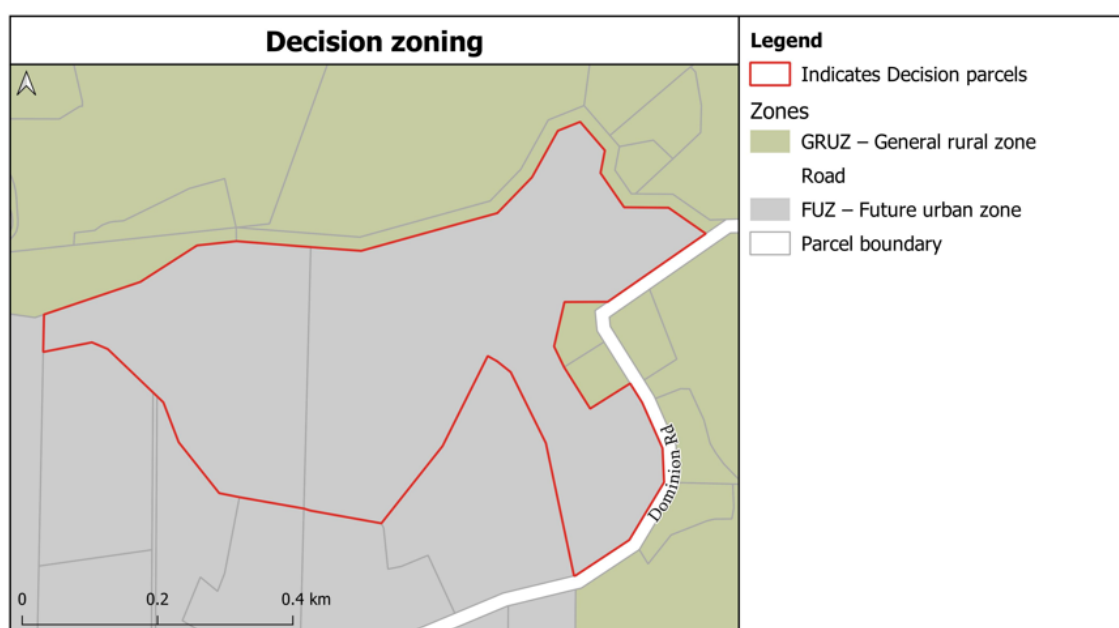 Decision zoning
Legend
Indicates Decision parcels
Zones
GRUZ – General rural zone
Road
FUZ – Future urban zone
Parcel boundary
Dominion Rd
0 0.2 0.4 km